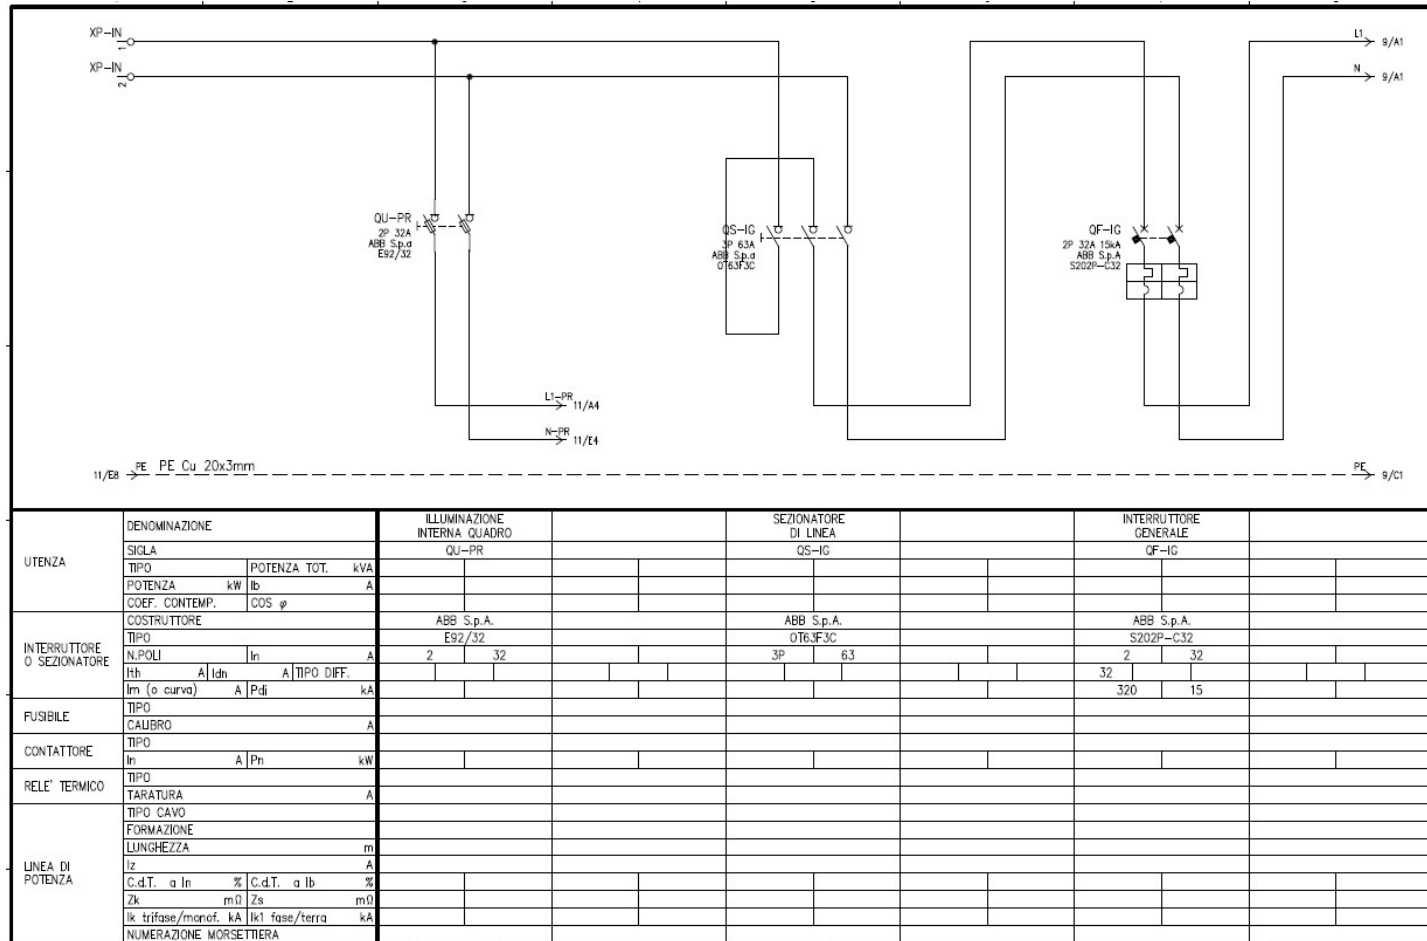 XP-IN
1
XP-IN
2
L1
9/A1
N
9/A1
QU-PR
2P 32A
ABB S.p.a
E92/32
QS-IG
3P 63A
ABB S.p.a
OT63F3C
QF-IG
2P 32A 15kA
ABB S.p.A
S202P-C32
L1-PR
11/A4
N-PR
11/E4
11/E8
PE PE Cu 20x3mm
PE
9/C1
UTENZA
DENOMINAZIONE
ILLUMINAZIONE
INTERNA QUADRO
SEZIONATORE
DI LINEA
INTERRUTTORE
GENERALE
SIGLA QU-PR QS-IG QF-IG
TIPO POTENZA TOT. kVA
POTENZA kW Ib A
COEF. CONTEMP. COS φ
INTERRUTTORE
O SEZIONATORE
COSTRUTTORE ABB S.p.A. ABB S.p.A. ABB S.p.A.
TIPO E92/32 OT63F3C S202P-C32
N.POLI In A 2 32 3P 63 2 32
Ith A Idn A TIPO DIFF. 32
Im (o curva) A Pdi kA 320 15
FUSIBILE
TIPO
CALIBRO A
CONTATTORE
TIPO
In A Pn kW
RELE' TERMICO
TIPO
TARATURA A
LINEA DI
POTENZA
TIPO CAVO
FORMAZIONE
LUNGHEZZA m
Iz A
C.d.T. a In % C.d.T. a Ib %
Zk mΩ Zs mΩ
Ik trifase/monof. kA Ik1 fase/terra kA
NUMERAZIONE MORSETTIERA